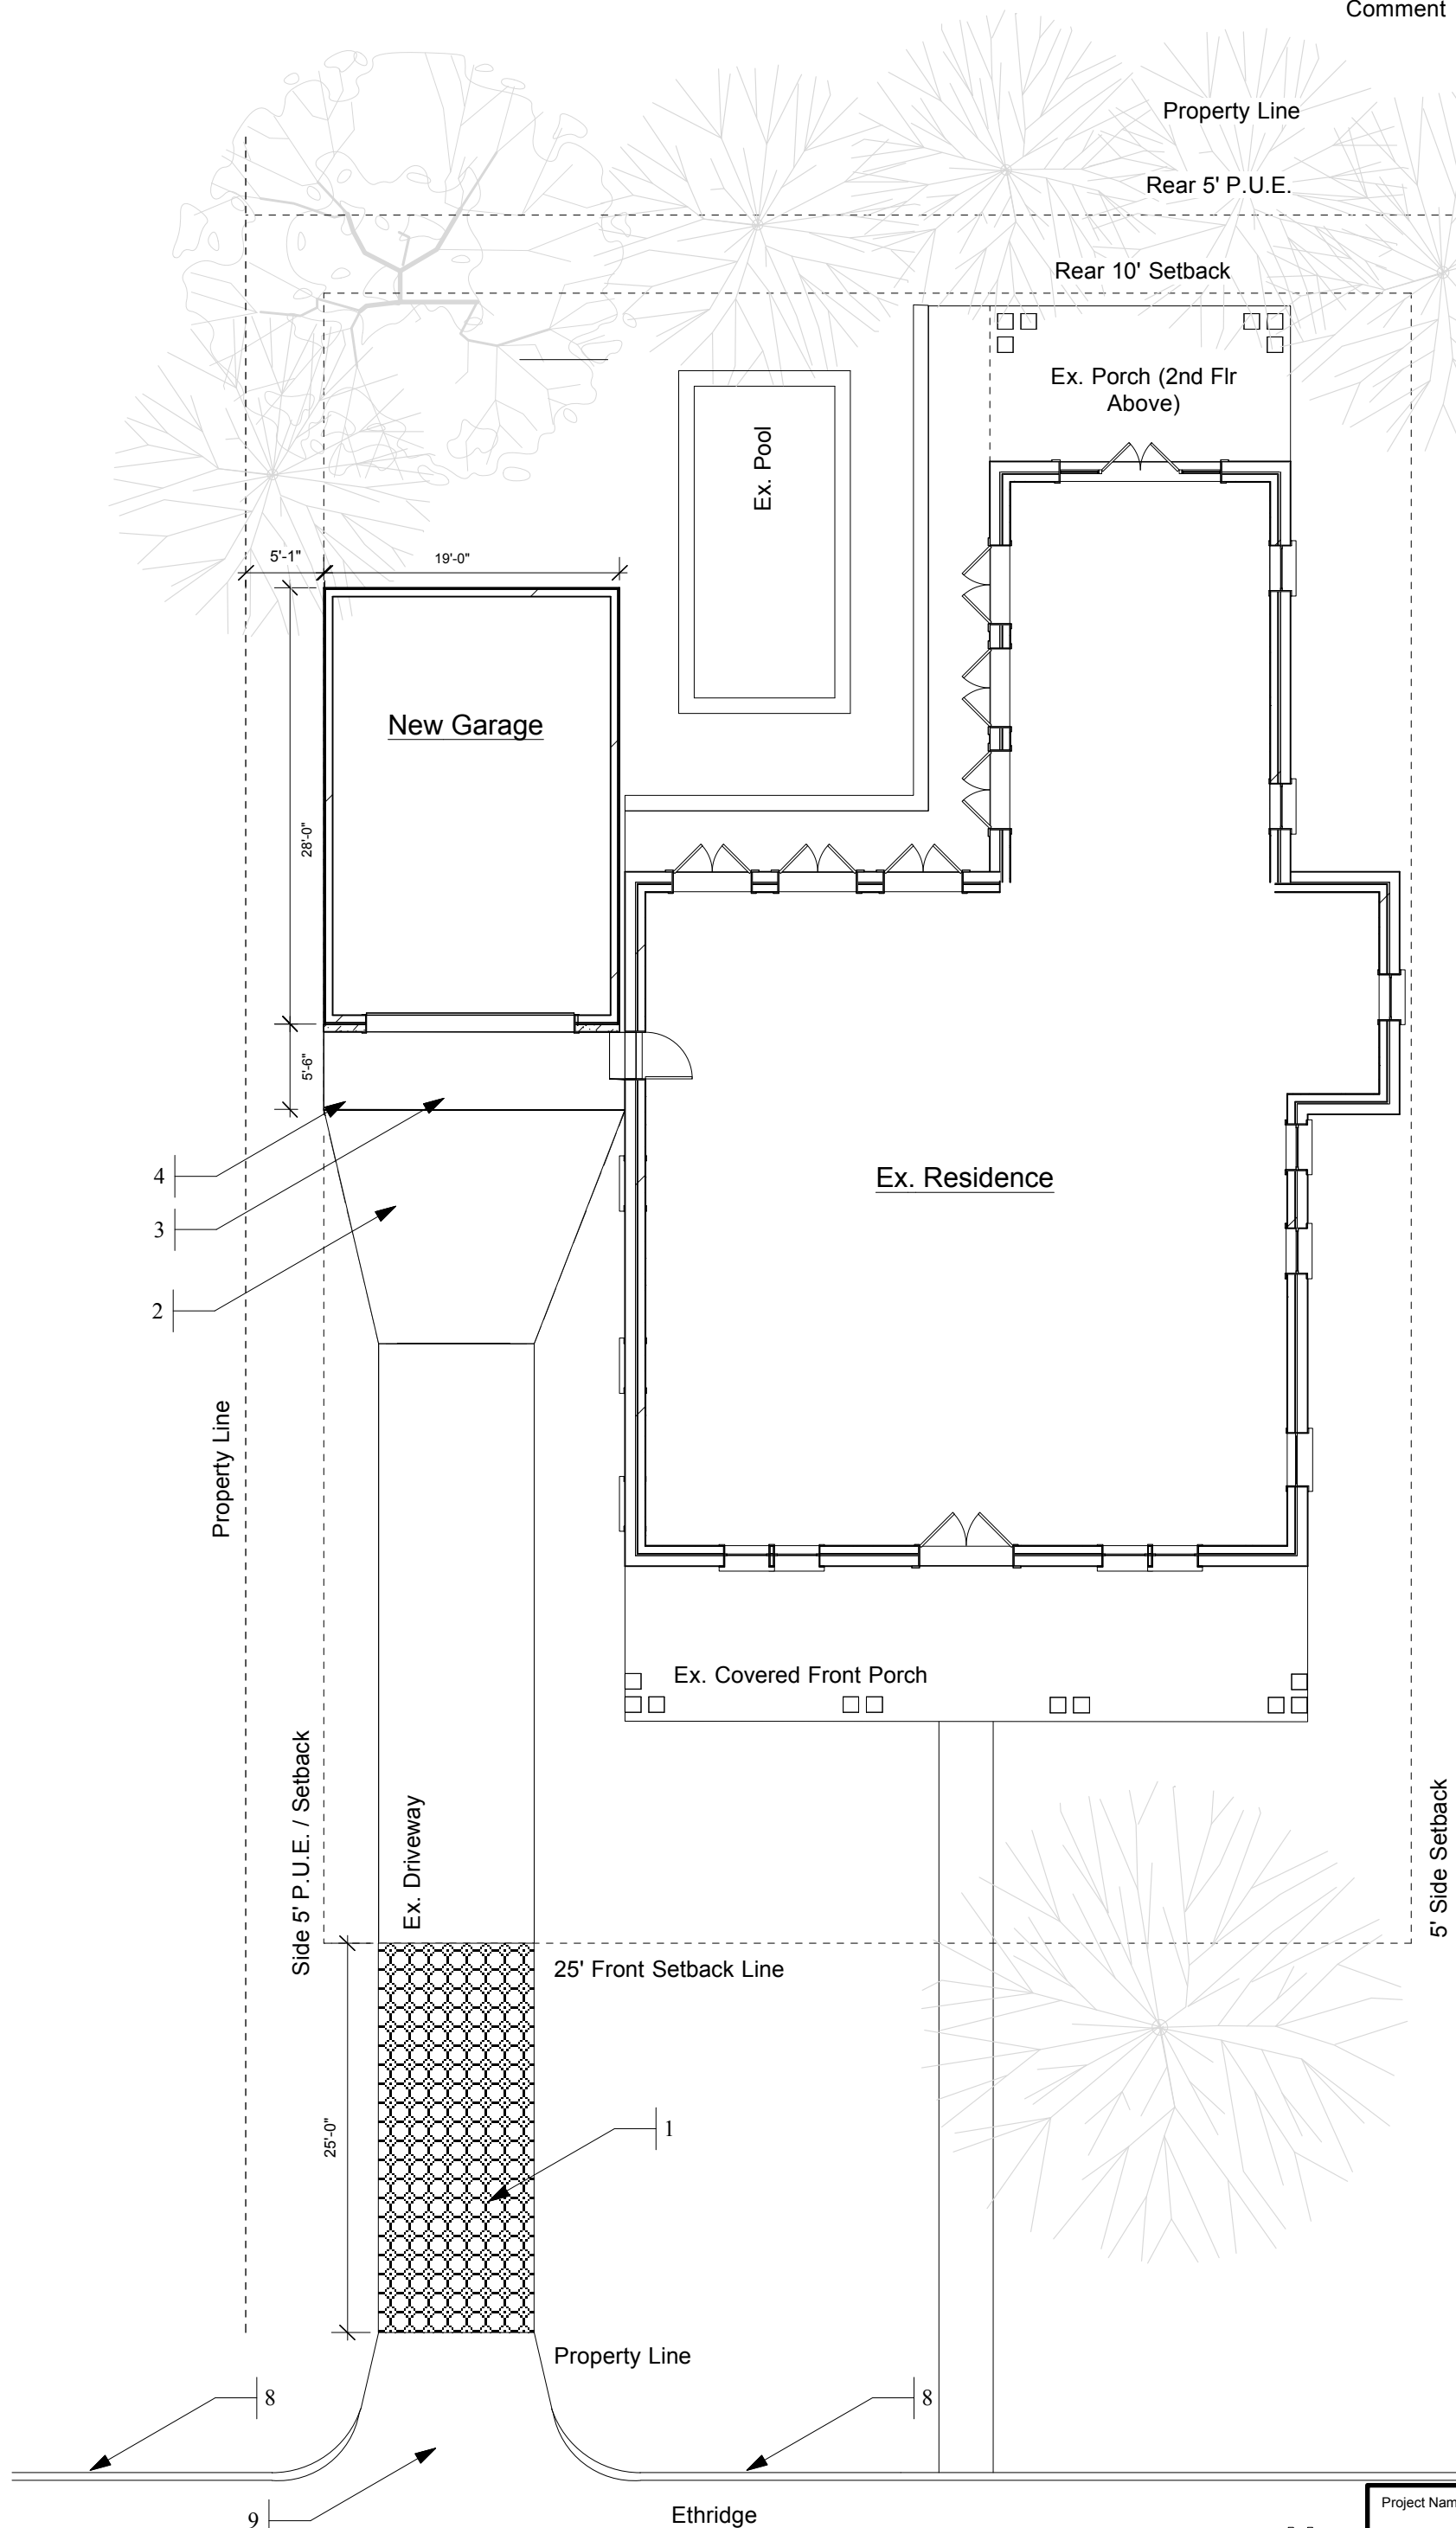 Comment
Property Line
Rear 5' P.U.E.
Rear 10' Setback
Ex. Porch (2nd Flr
Above)
Ex. Pool
5'-1"
19'-0"
New Garage
28'-0"
5'-6"
4
3
2
Ex. Residence
Property Line
Ex. Covered Front Porch
Side 5' P.U.E. / Setback
Ex. Driveway
5' Side Setback
25' Front Setback Line
25'-0"
1
Property Line
8
8
9
Ethridge
Project Nam